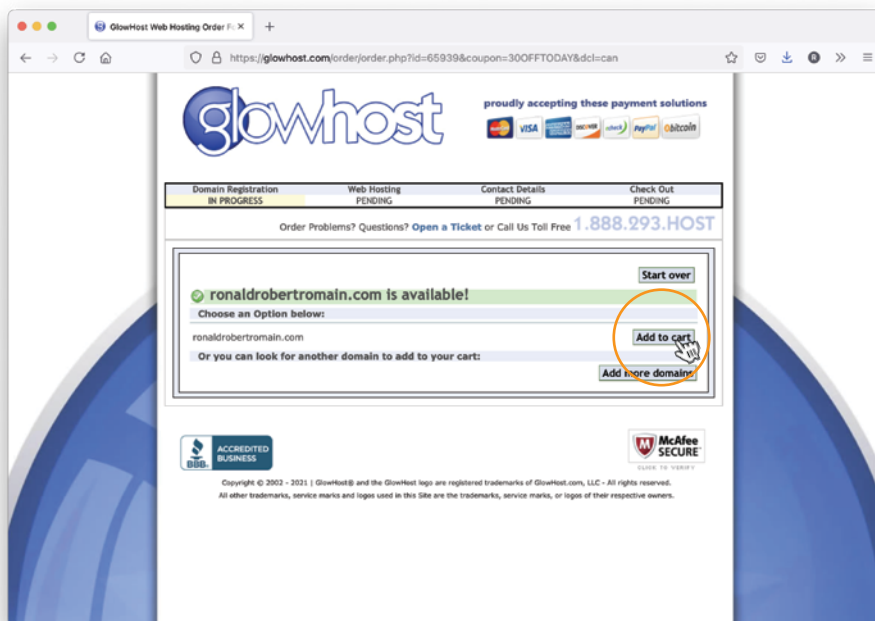 GlowHost Web Hosting Order Fo
https://glowhost.com/order/order.php?id=65939&coupon=30OFFTODAY&dcl=can
glowhost
proudly accepting these payment solutions
VISA DISCOVER echeck PayPal bitcoin
Domain Registration Web Hosting Contact Details Check Out
IN PROGRESS PENDING PENDING PENDING
Order Problems? Questions? Open a Ticket or Call Us Toll Free 1.888.293.HOST
Start over
ronaldrobertromain.com is available!
Choose an Option below:
ronaldrobertromain.com Add to cart
Or you can look for another domain to add to your cart:
Add more domains
BBB. ACCREDITED BUSINESS
McAfee SECURE
CLICK TO VERIFY
Copyright © 2002 - 2021 | GlowHost® and the GlowHost logo are registered trademarks of GlowHost.com, LLC - All rights reserved.
All other trademarks, service marks and logos used in this Site are the trademarks, service marks, or logos of their respective owners.